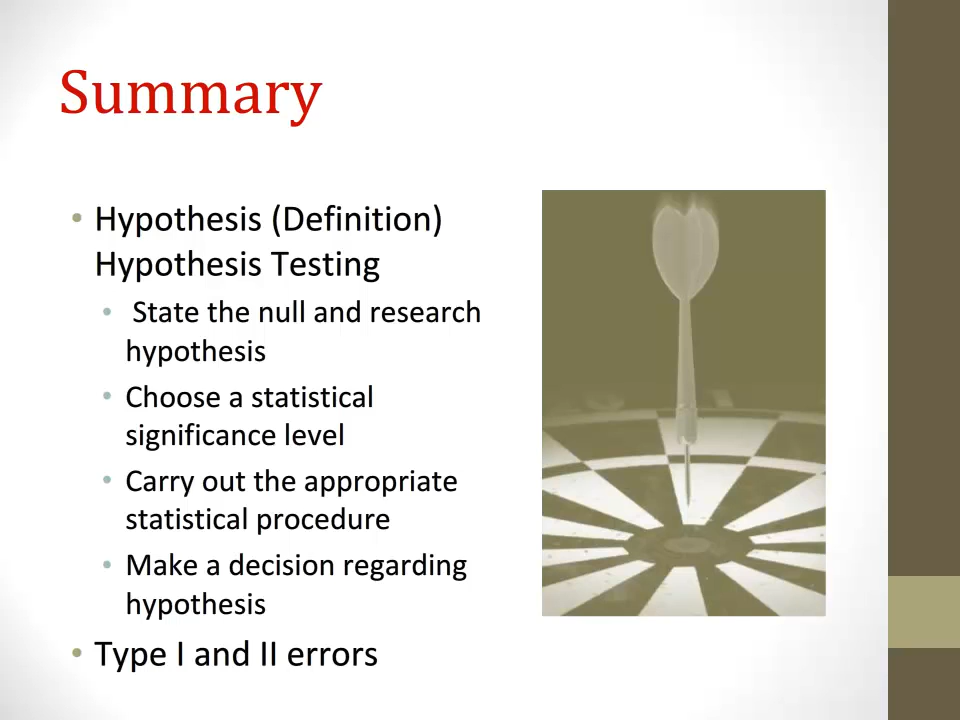 Summary
• Hypothesis (Definition)
Hypothesis Testing
• State the null and research
hypothesis
• Choose a statistical
significance level
• Carry out the appropriate
statistical procedure
• Make a decision regarding
hypothesis
• Type I and II errors